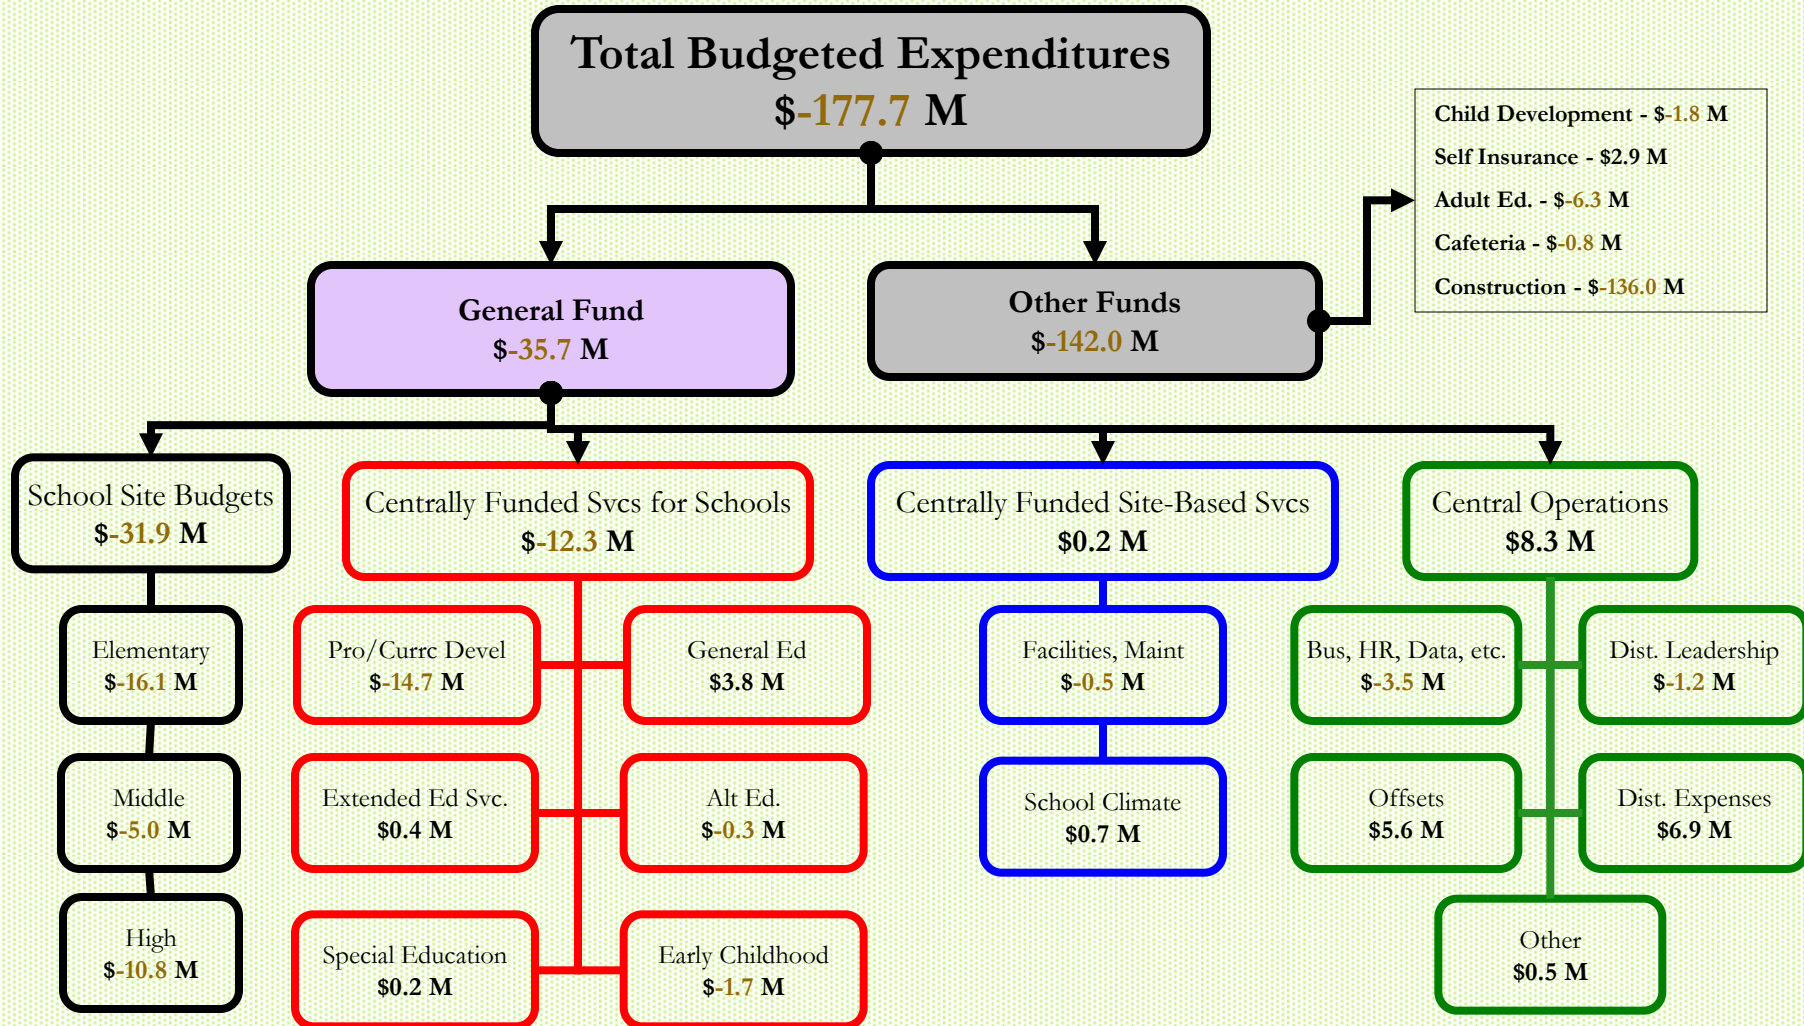 Total Budgeted Expenditures
$-177.7 M
Child Development - $-1.8 M
Self Insurance - $2.9 M
Adult Ed. - $-6.3 M
Cafeteria - $-0.8 M
Construction - $-136.0 M
General Fund
$-35.7 M
Other Funds
$-142.0 M
School Site Budgets
$-31.9 M
Centrally Funded Svcs for Schools
$-12.3 M
Centrally Funded Site-Based Svcs
$0.2 M
Central Operations
$8.3 M
Elementary
$-16.1 M
Middle
$-5.0 M
High
$-10.8 M
Pro/Currc Devel
$-14.7 M
General Ed
$3.8 M
Extended Ed Svc.
$0.4 M
Alt Ed.
$-0.3 M
Special Education
$0.2 M
Early Childhood
$-1.7 M
Facilities, Maint
$-0.5 M
School Climate
$0.7 M
Bus, HR, Data, etc.
$-3.5 M
Dist. Leadership
$-1.2 M
Offsets
$5.6 M
Dist. Expenses
$6.9 M
Other
$0.5 M